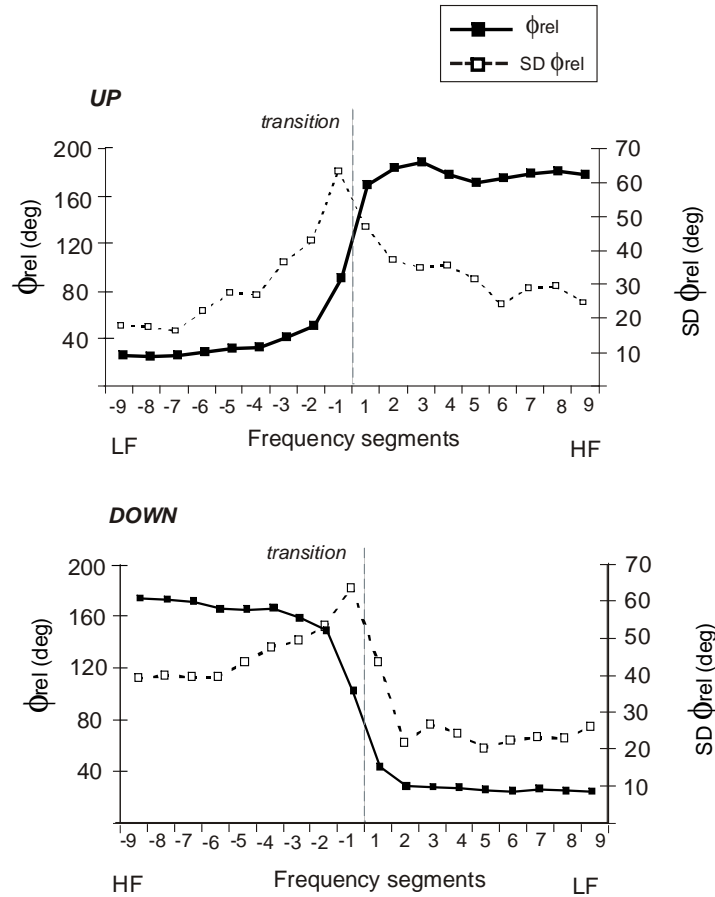 ϕrel
SD ϕrel
UP
transition
200
160
120
80
40
ϕrel (deg)
70
60
50
40
30
20
10
SD ϕrel (deg)
-9 -8 -7 -6 -5 -4 -3 -2 -1 1 2 3 4 5 6 7 8 9
LF Frequency segments HF
DOWN
transition
200
160
120
80
40
ϕrel (deg)
70
60
50
40
30
20
10
0
SD ϕrel (deg)
-9 -8 -7 -6 -5 -4 -3 -2 -1 1 2 3 4 5 6 7 8 9
HF Frequency segments LF